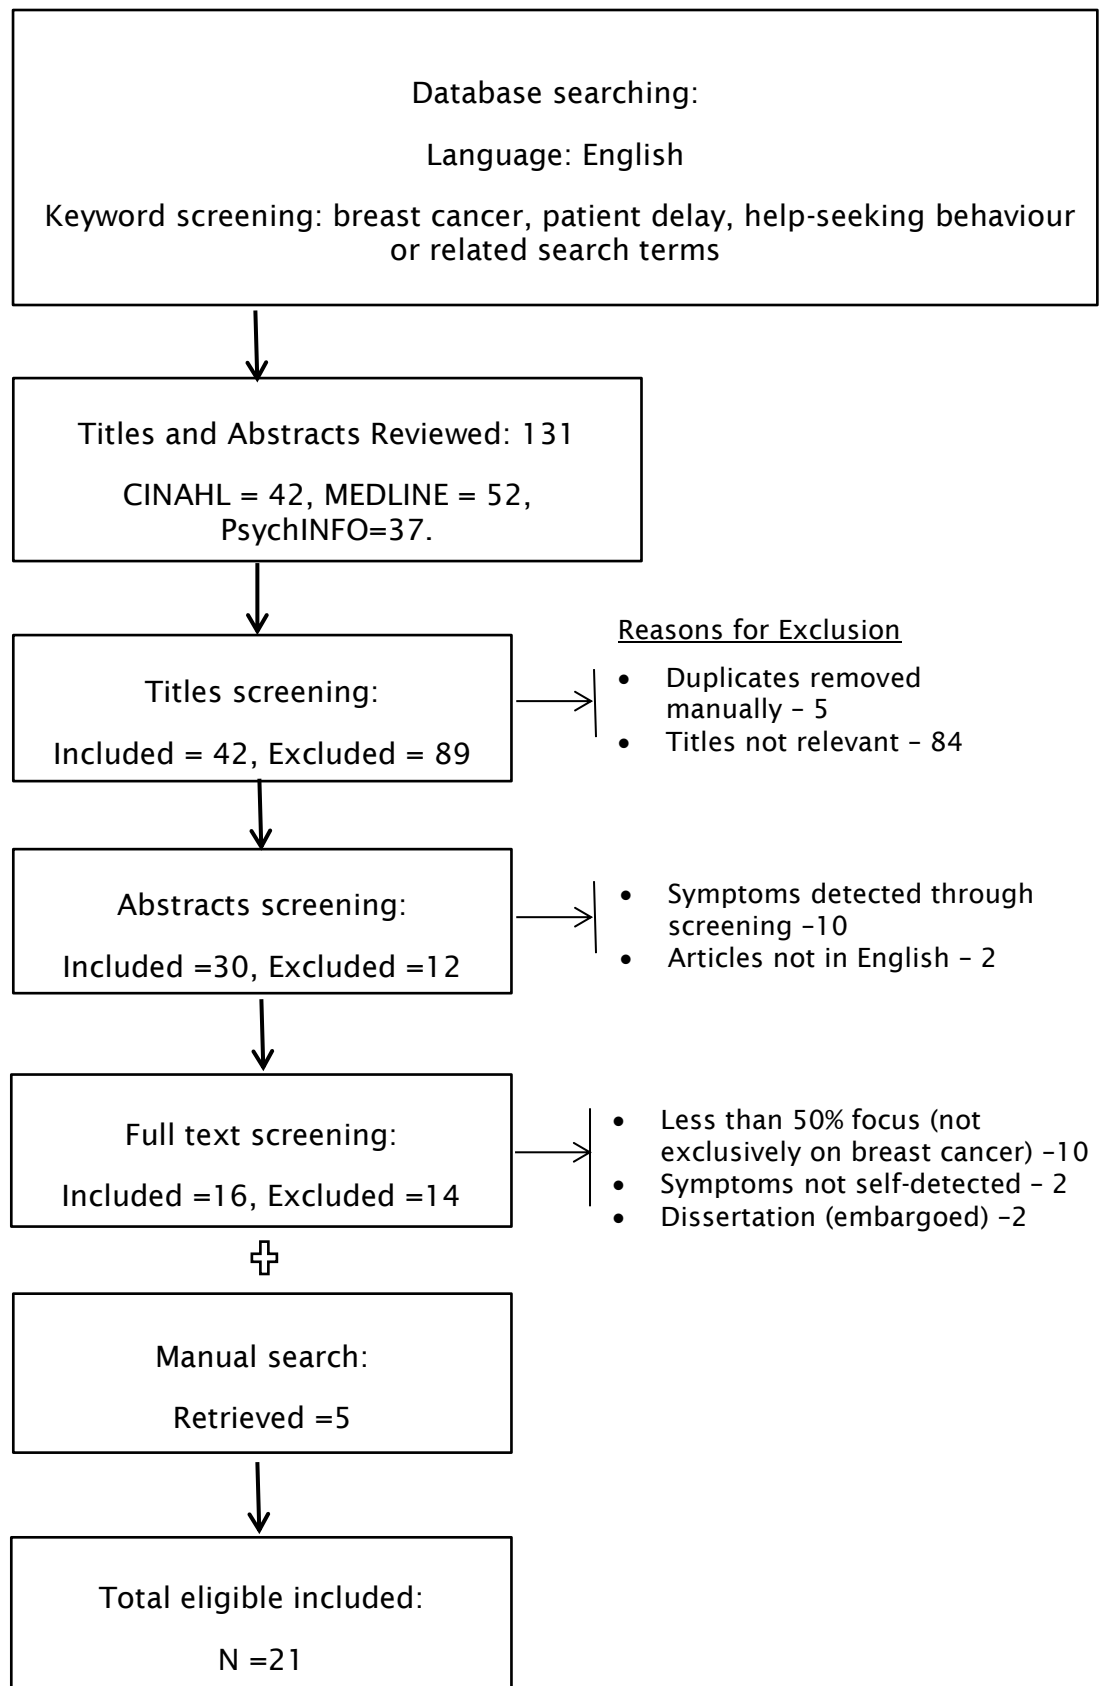 Database searching:
Language: English
Keyword screening: breast cancer, patient delay, help-seeking behaviour
or related search terms
Titles and Abstracts Reviewed: 131
CINAHL = 42, MEDLINE = 52,
PsychINFO=37.
Titles screening:
Included = 42, Excluded = 89
Reasons for Exclusion
• Duplicates removed
manually – 5
• Titles not relevant – 84
Abstracts screening:
Included =30, Excluded =12
• Symptoms detected through
screening –10
• Articles not in English – 2
Full text screening:
Included =16, Excluded =14
• Less than 50% focus (not
exclusively on breast cancer) –10
• Symptoms not self-detected – 2
• Dissertation (embargoed) –2
Manual search:
Retrieved =5
Total eligible included:
N =21